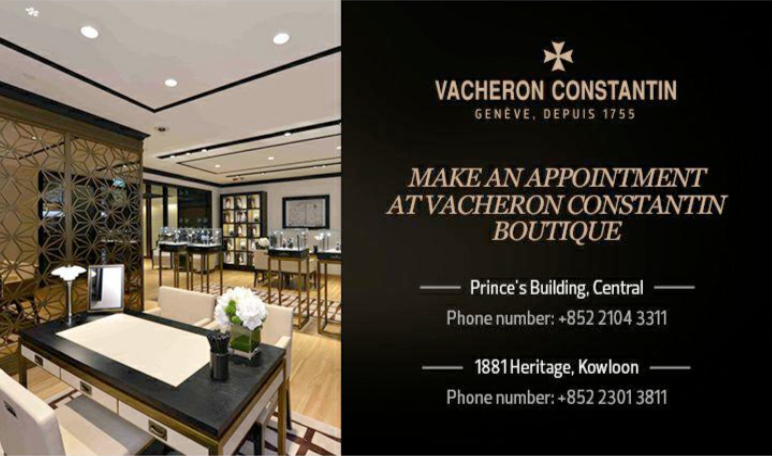 VACHERON CONSTANTIN
GENÈVE, DEPUIS 1755
MAKE AN APPOINTMENT
AT VACHERON CONSTANTIN
BOUTIQUE
Prince's Building, Central
Phone number: +852 2104 3311
1881 Heritage, Kowloon
Phone number: +852 2301 3811